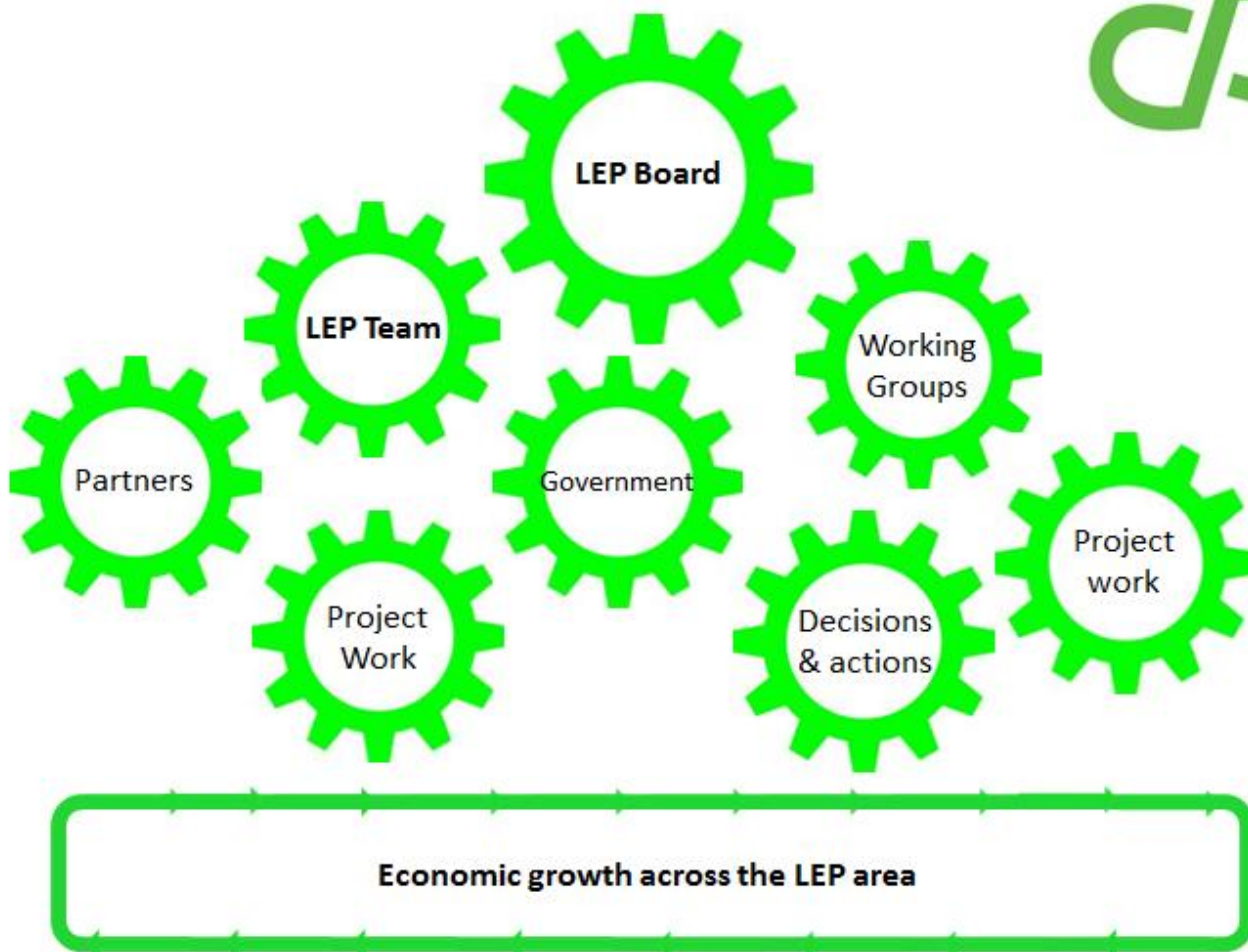 LEP Board
LEP Team
Working
Groups
Partners
Government
Project
work
Project
Work
Decisions
& actions
Economic growth across the LEP area